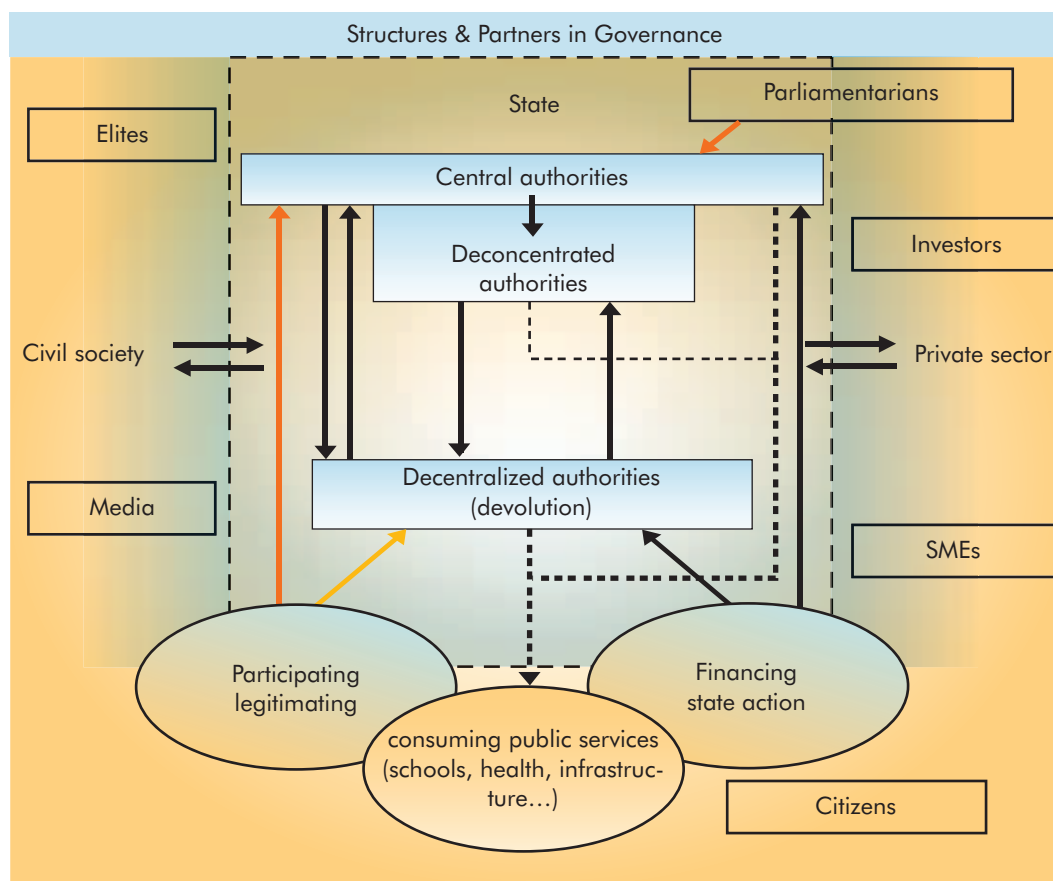 Structures & Partners in Governance
State
Parliamentarians
Elites
Central authorities
Deconcentrated
authorities
Investors
Civil society
Private sector
Decentralized authorities
(devolution)
Media
SMEs
Participating
legitimating
Financing
state action
consuming public services
(schools, health, infrastruc-
ture…)
Citizens